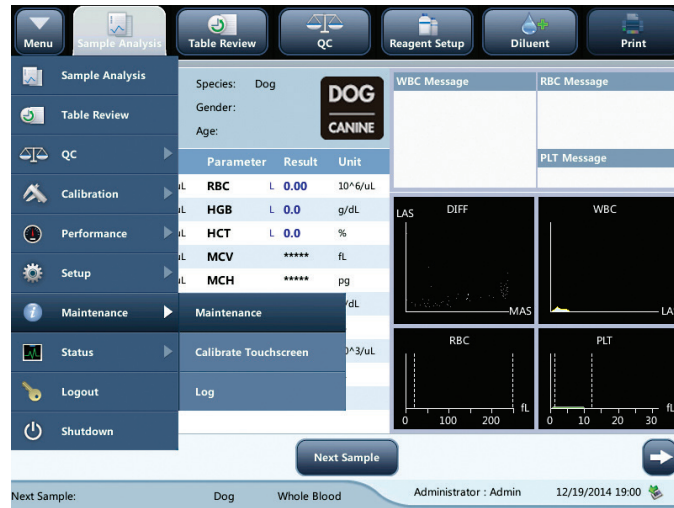 Menu
Sample Analysis
Table Review
QC
Reagent Setup
Diluent
Print
Sample Analysis
Table Review
QC
Calibration
Performance
Setup
Maintenance
Status
Logout
Shutdown
Maintenance
Calibrate Touchscreen
Log
Species: Dog
Gender:
Age:
DOG
CANINE
Parameter Result Unit
RBC L 0.00 10^6/uL
HGB L 0.0 g/dL
HCT L 0.0 %
MCV ***** fL
MCH ***** pg
WBC Message
RBC Message
PLT Message
LAS DIFF
MAS
WBC
RBC
fL
0 100 200
PLT
0 10 20 30
Next Sample
Next Sample: Dog Whole Blood Administrator : Admin 12/19/2014 19:00